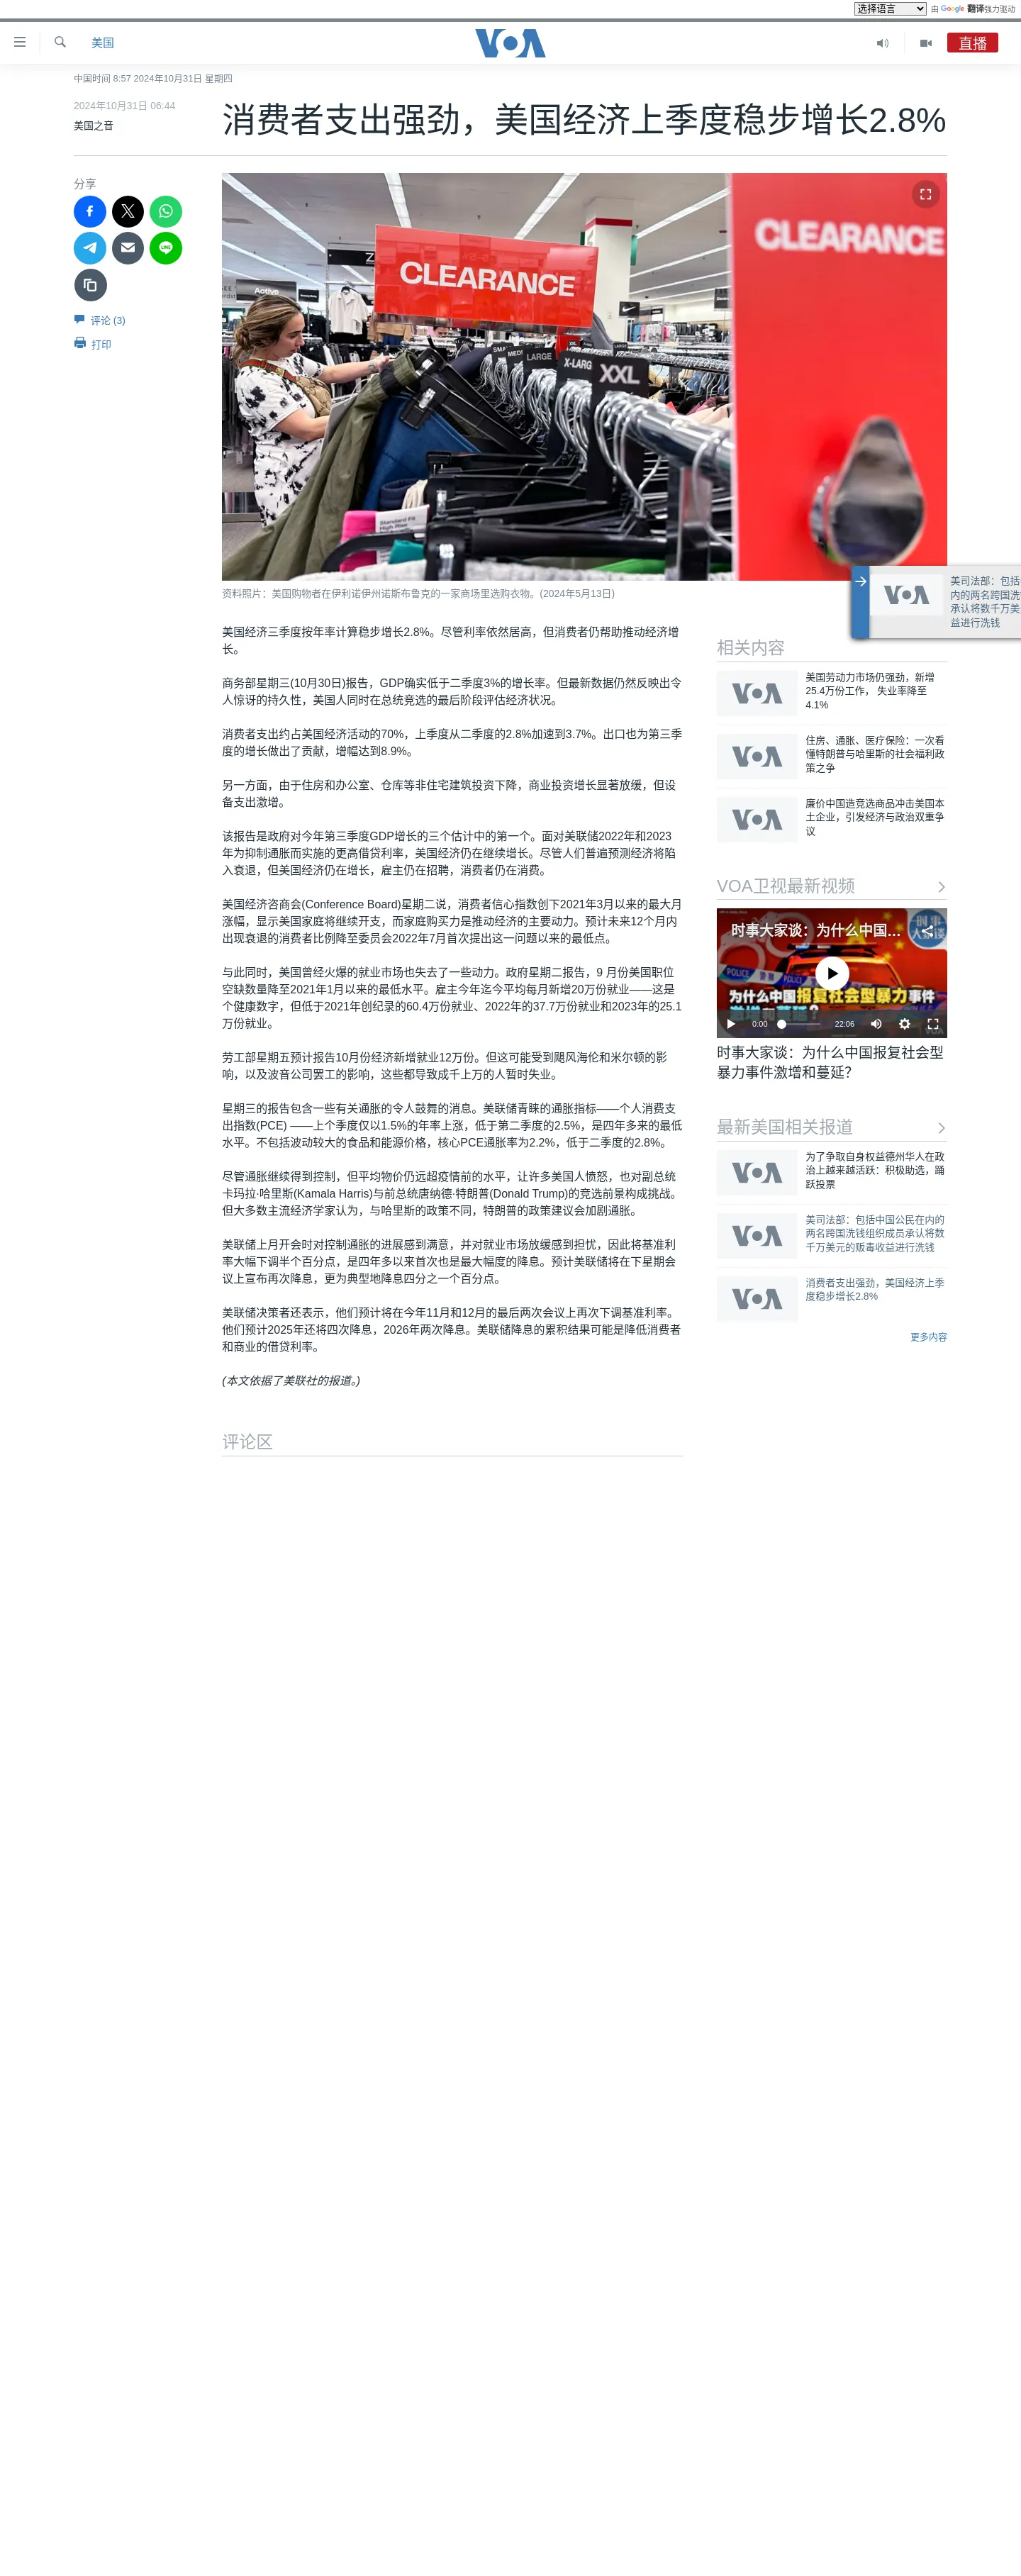 选择语言
由 Google 翻译强力驱动
美国
VOA
直播
中国时间 8:57 2024年10月31日 星期四
2024年10月31日 06:44
美国之音
消费者支出强劲，美国经济上季度稳步增长2.8%
分享
评论 (3)
打印
CLEARANCE
CLEARANCE
Active
MEDI
LARGE
X-LARG
XXL
Standard Fit
High Rise
资料照片：美国购物者在伊利诺伊州诺斯布鲁克的一家商场里选购衣物。(2024年5月13日)
美司法部：包括
内的两名跨国洗
承认将数千万美
益进行洗钱
美国经济三季度按年率计算稳步增长2.8%。尽管利率依然居高，但消费者仍帮助推动经济增
长。
商务部星期三(10月30日)报告，GDP确实低于二季度3%的增长率。但最新数据仍然反映出令
人惊讶的持久性，美国人同时在总统竞选的最后阶段评估经济状况。
消费者支出约占美国经济活动的70%，上季度从二季度的2.8%加速到3.7%。出口也为第三季
度的增长做出了贡献，增幅达到8.9%。
另一方面，由于住房和办公室、仓库等非住宅建筑投资下降，商业投资增长显著放缓，但设
备支出激增。
该报告是政府对今年第三季度GDP增长的三个估计中的第一个。面对美联储2022年和2023
年为抑制通胀而实施的更高借贷利率，美国经济仍在继续增长。尽管人们普遍预测经济将陷
入衰退，但美国经济仍在增长，雇主仍在招聘，消费者仍在消费。
美国经济咨商会(Conference Board)星期二说，消费者信心指数创下2021年3月以来的最大月
涨幅，显示美国家庭将继续开支，而家庭购买力是推动经济的主要动力。预计未来12个月内
出现衰退的消费者比例降至委员会2022年7月首次提出这一问题以来的最低点。
与此同时，美国曾经火爆的就业市场也失去了一些动力。政府星期二报告，9 月份美国职位
空缺数量降至2021年1月以来的最低水平。雇主今年迄今平均每月新增20万份就业——这是
个健康数字，但低于2021年创纪录的60.4万份就业、2022年的37.7万份就业和2023年的25.1
万份就业。
劳工部星期五预计报告10月份经济新增就业12万份。但这可能受到飓风海伦和米尔顿的影
响，以及波音公司罢工的影响，这些都导致成千上万的人暂时失业。
星期三的报告包含一些有关通胀的令人鼓舞的消息。美联储青睐的通胀指标——个人消费支
出指数(PCE) ——上个季度仅以1.5%的年率上涨，低于第二季度的2.5%，是四年多来的最低
水平。不包括波动较大的食品和能源价格，核心PCE通胀率为2.2%，低于二季度的2.8%。
尽管通胀继续得到控制，但平均物价仍远超疫情前的水平，让许多美国人愤怒，也对副总统
卡玛拉·哈里斯(Kamala Harris)与前总统唐纳德·特朗普(Donald Trump)的竞选前景构成挑战。
但大多数主流经济学家认为，与哈里斯的政策不同，特朗普的政策建议会加剧通胀。
美联储上月开会时对控制通胀的进展感到满意，并对就业市场放缓感到担忧，因此将基准利
率大幅下调半个百分点，是四年多以来首次也是最大幅度的降息。预计美联储将在下星期会
议上宣布再次降息，更为典型地降息四分之一个百分点。
美联储决策者还表示，他们预计将在今年11月和12月的最后两次会议上再次下调基准利率。
他们预计2025年还将四次降息，2026年两次降息。美联储降息的累积结果可能是降低消费者
和商业的借贷利率。
(本文依据了美联社的报道。)
评论区
相关内容
美国劳动力市场仍强劲，新增
25.4万份工作， 失业率降至
4.1%
住房、通胀、医疗保险：一次看
懂特朗普与哈里斯的社会福利政
策之争
廉价中国造竞选商品冲击美国本
土企业，引发经济与政治双重争
议
VOA卫视最新视频
时事大家谈：为什么中国...
为什么中国报复社会型暴力事件
0:00
22:06
时事大家谈：为什么中国报复社会型
暴力事件激增和蔓延？
最新美国相关报道
为了争取自身权益德州华人在政
治上越来越活跃：积极助选，踊
跃投票
美司法部：包括中国公民在内的
两名跨国洗钱组织成员承认将数
千万美元的贩毒收益进行洗钱
消费者支出强劲，美国经济上季
度稳步增长2.8%
更多内容